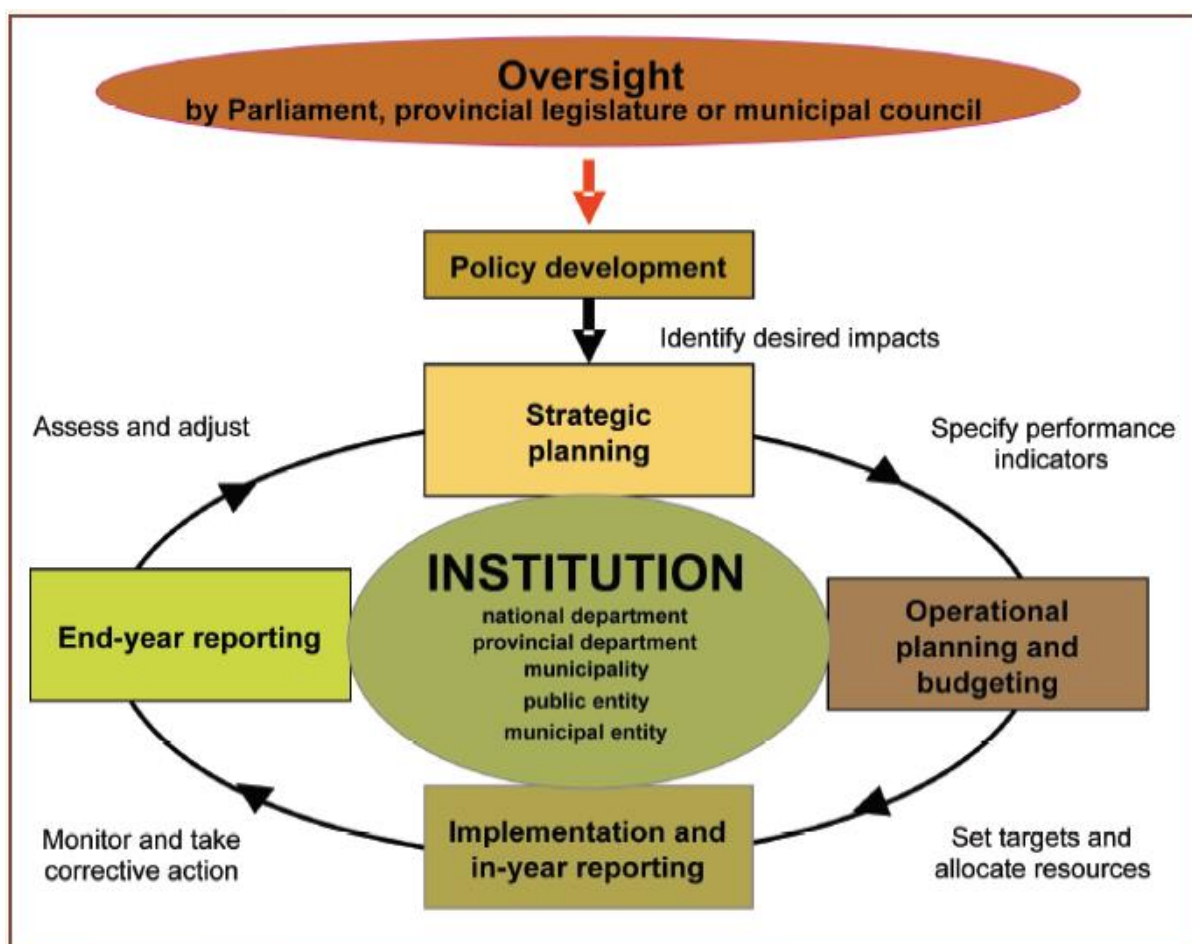 Oversight
by Parliament, provincial legislature or municipal council
Policy development
Identify desired impacts
Strategic
planning
Assess and adjust
Specify performance
indicators
INSTITUTION
national department
provincial department
municipality
public entity
municipal entity
End-year reporting
Operational
planning and
budgeting
Implementation and
in-year reporting
Monitor and take
corrective action
Set targets and
allocate resources